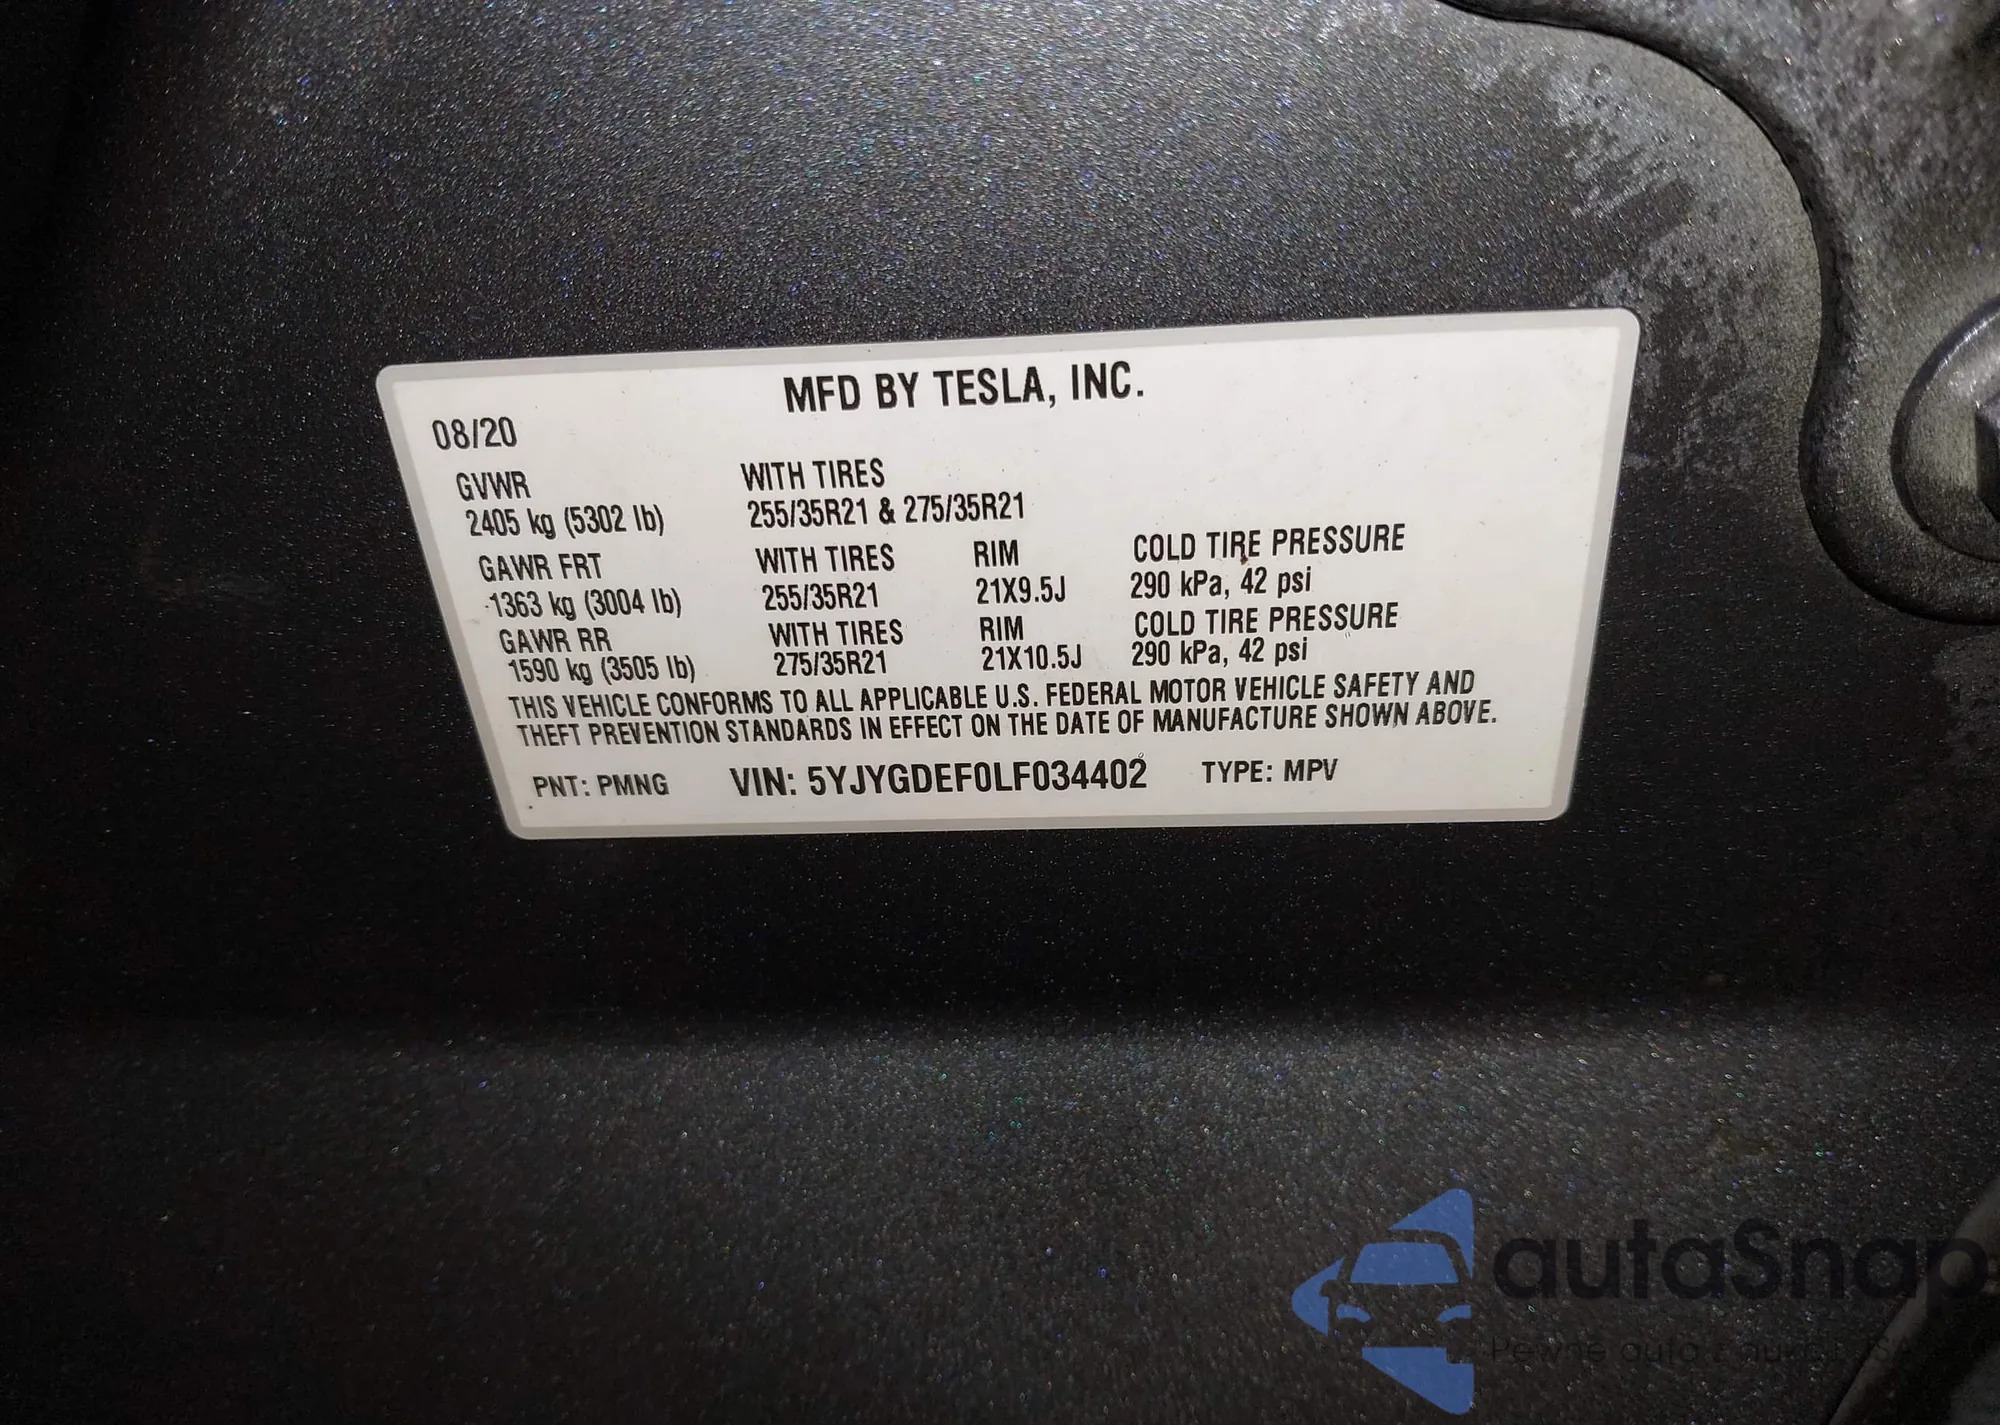 MFD BY TESLA, INC.
08/20
GVWR WITH TIRES
2405 kg (5302 lb) 255/35R21 & 275/35R21
GAWR FRT WITH TIRES RIM COLD TIRE PRESSURE
1363 kg (3004 lb) 255/35R21 21X9.5J 290 kPa, 42 psi
GAWR RR WITH TIRES RIM COLD TIRE PRESSURE
1590 kg (3505 lb) 275/35R21 21X10.5J 290 kPa, 42 psi
THIS VEHICLE CONFORMS TO ALL APPLICABLE U.S. FEDERAL MOTOR VEHICLE SAFETY AND
THEFT PREVENTION STANDARDS IN EFFECT ON THE DATE OF MANUFACTURE SHOWN ABOVE.
PNT: PMNG VIN: 5YJYGDEF0LF034402 TYPE: MPV
autaSnap
Pewne auto z